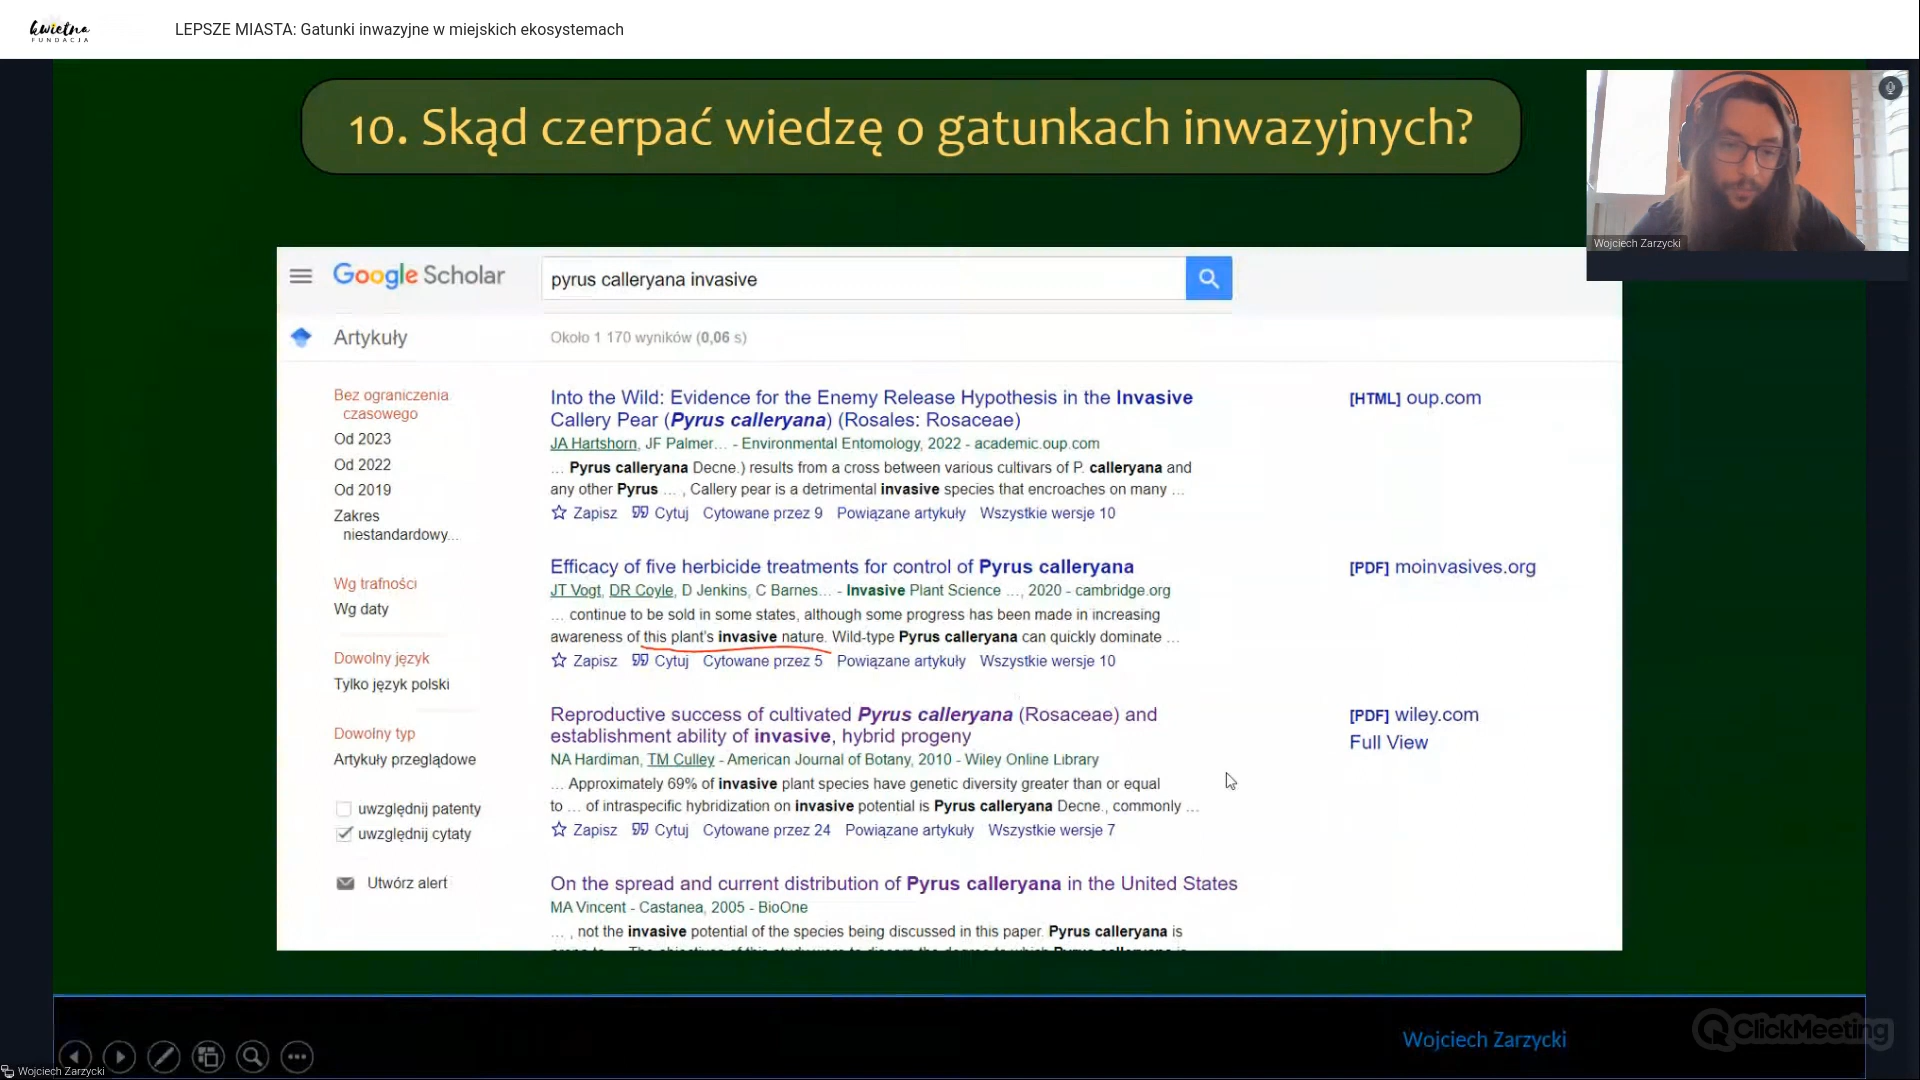 kwietna
FUNDACJA
LEPSZE MIASTA: Gatunki inwazyjne w miejskich ekosystemach
10. Skąd czerpać wiedzę o gatunkach inwazyjnych?
Wojciech Zarzycki
Google Scholar
pyrus calleryana invasive
Artykuły
Około 1 170 wyników (0,06 s)
Bez ograniczenia
czasowego
Od 2023
Od 2022
Od 2019
Zakres
niestandardowy...
Wg trafności
Wg daty
Dowolny język
Tylko język polski
Dowolny typ
Artykuły przeglądowe
uwzględnij patenty
uwzględnij cytaty
Utwórz alert
Into the Wild: Evidence for the Enemy Release Hypothesis in the Invasive
Callery Pear (Pyrus calleryana) (Rosales: Rosaceae)
JA Hartshorn, JF Palmer... - Environmental Entomology, 2022 - academic.oup.com
... Pyrus calleryana Decne.) results from a cross between various cultivars of P. calleryana and
any other Pyrus ... , Callery pear is a detrimental invasive species that encroaches on many ...
Zapisz Cytuj Cytowane przez 9 Powiązane artykuły Wszystkie wersje 10
[HTML] oup.com
Efficacy of five herbicide treatments for control of Pyrus calleryana
JT Vogt, DR Coyle, D Jenkins, C Barnes... - Invasive Plant Science ..., 2020 - cambridge.org
... continue to be sold in some states, although some progress has been made in increasing
awareness of this plant's invasive nature. Wild-type Pyrus calleryana can quickly dominate ...
Zapisz Cytuj Cytowane przez 5 Powiązane artykuły Wszystkie wersje 10
[PDF] moinvasives.org
Reproductive success of cultivated Pyrus calleryana (Rosaceae) and
establishment ability of invasive, hybrid progeny
NA Hardiman, TM Culley - American Journal of Botany, 2010 - Wiley Online Library
... Approximately 69% of invasive plant species have genetic diversity greater than or equal
to ... of intraspecific hybridization on invasive potential is Pyrus calleryana Decne., commonly ...
Zapisz Cytuj Cytowane przez 24 Powiązane artykuły Wszystkie wersje 7
[PDF] wiley.com
Full View
On the spread and current distribution of Pyrus calleryana in the United States
MA Vincent - Castanea, 2005 - BioOne
... , not the invasive potential of the species being discussed in this paper. Pyrus calleryana is
Wojciech Zarzycki
ClickMeeting
Wojciech Zarzycki